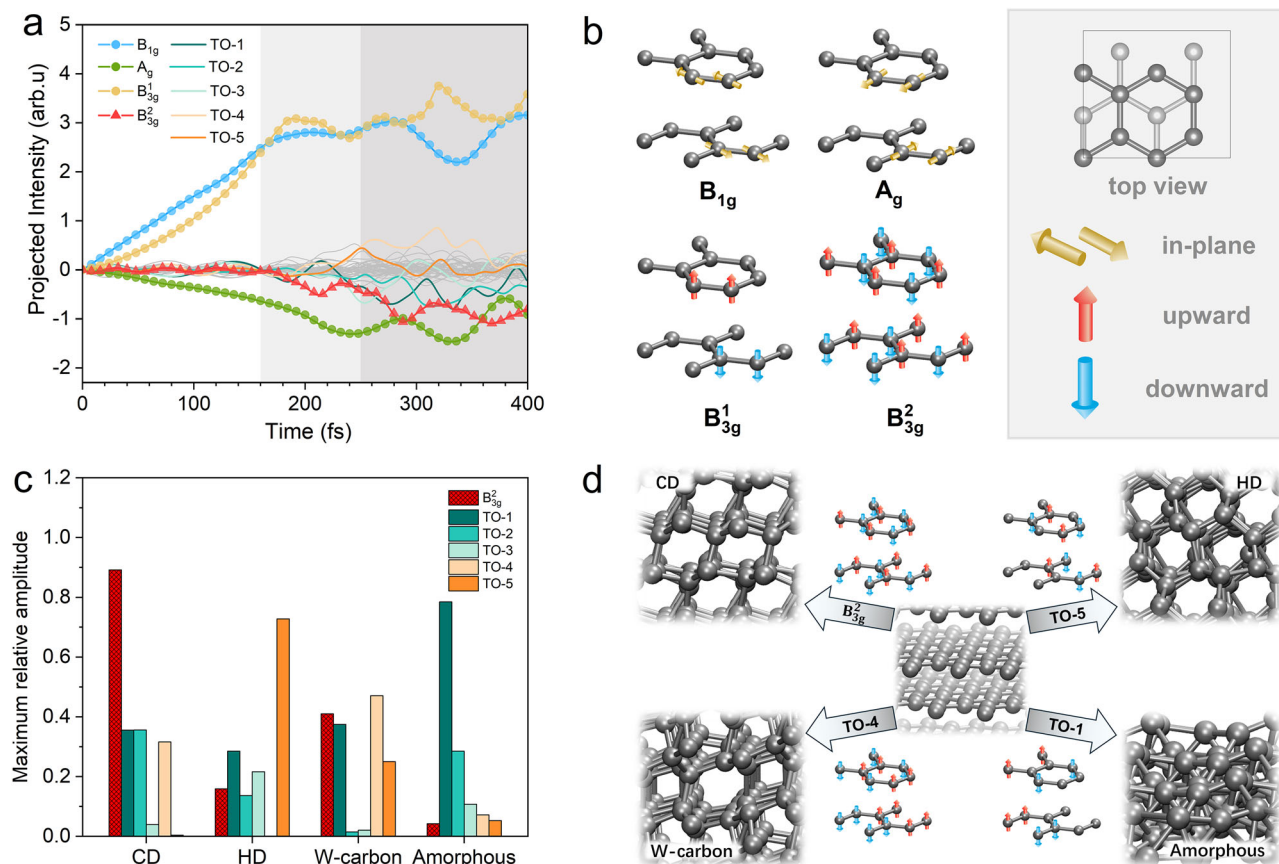 a
Projected Intensity (arb.u)
5
4
3
2
1
0
-1
-2
B1g
Ag
B¹3g
B²3g
TO-1
TO-2
TO-3
TO-4
TO-5
0 100 200 300 400
Time (fs)
b
B1g
Ag
B¹3g
B²3g
top view
in-plane
upward
downward
c
Maximum relative amplitude
1.2
1.0
0.8
0.6
0.4
0.2
0.0
B²3g
TO-1
TO-2
TO-3
TO-4
TO-5
CD HD W-carbon Amorphous
d
CD
HD
B²3g
TO-5
TO-4
TO-1
W-carbon
Amorphous